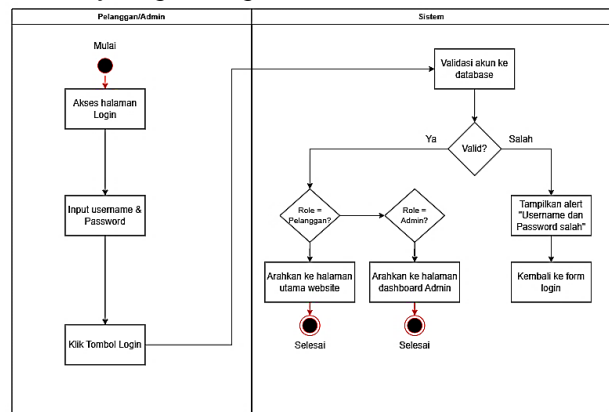 Pelanggan/Admin
Sistem
Mulai
Akses halaman
Login
Input username &
Password
Klik Tombol Login
Validasi akun ke
database
Ya
Valid?
Salah
Role =
Pelanggan?
Role =
Admin?
Tampilkan alert
"Username dan
Password salah"
Arahkan ke halaman
utama website
Arahkan ke halaman
dashboard Admin
Kembali ke form
login
Selesai
Selesai